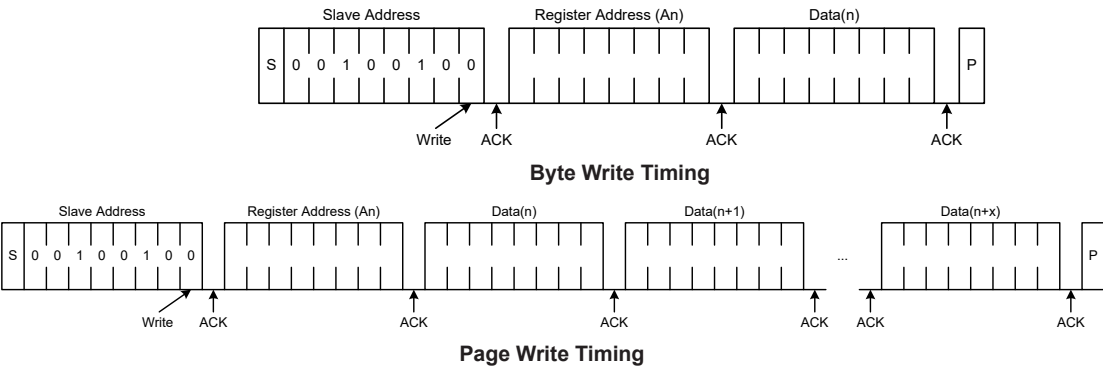 Slave Address Register Address (An) Data(n)
S 0 0 1 0 0 1 0 0 P
Write ACK ACK ACK
Byte Write Timing
Slave Address Register Address (An) Data(n) Data(n+1) Data(n+x)
S 0 0 1 0 0 1 0 0 ... P
Write ACK ACK ACK ACK ACK ACK
Page Write Timing